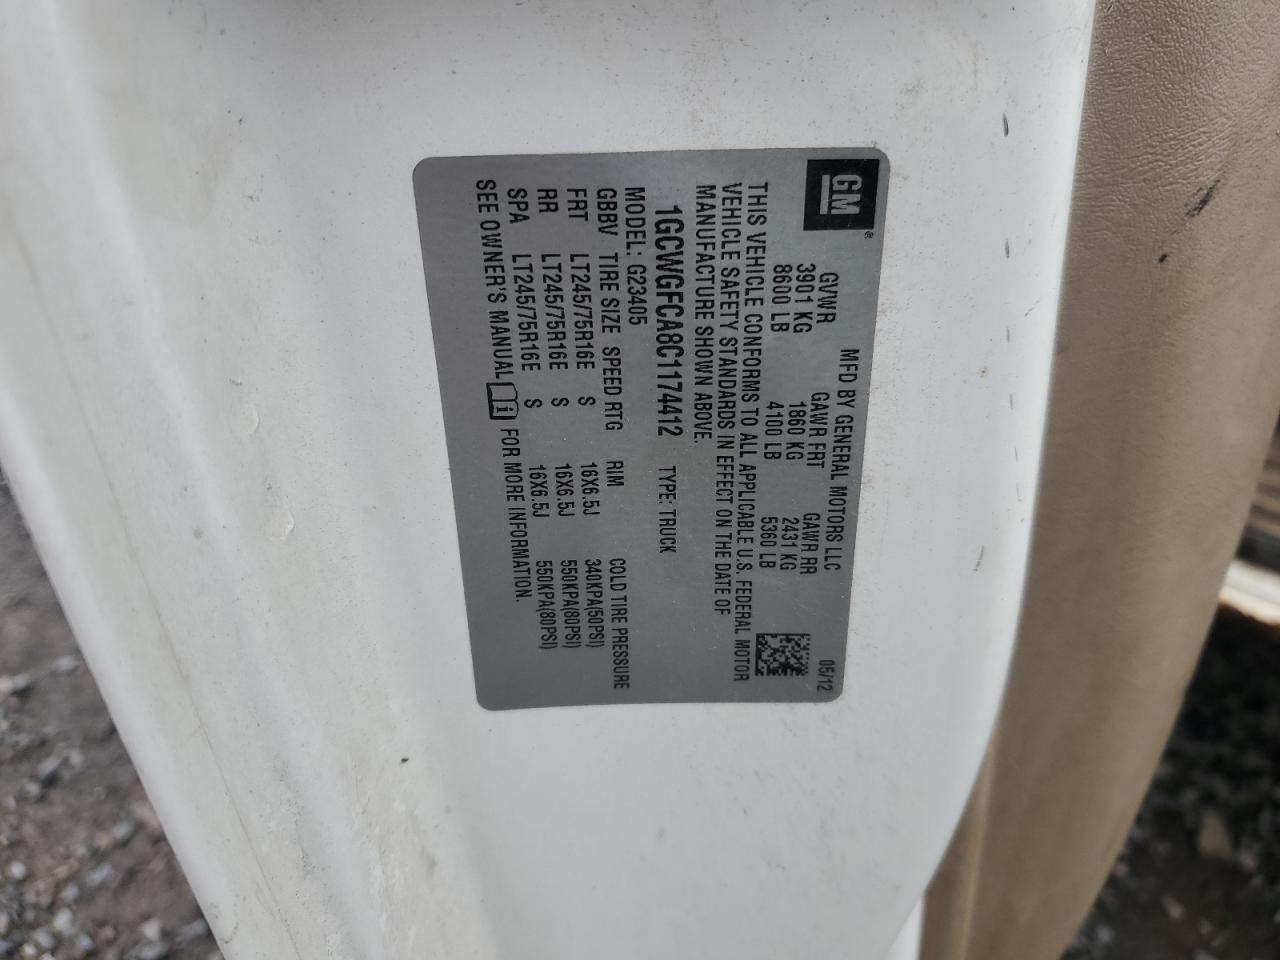 GM®
MFD BY GENERAL MOTORS LLC 05/12
GVWR GAWR FRT GAWR RR
3901 KG 1860 KG 2431 KG
8600 LB 4100 LB 5360 LB
THIS VEHICLE CONFORMS TO ALL APPLICABLE U.S. FEDERAL MOTOR
VEHICLE SAFETY STANDARDS IN EFFECT ON THE DATE OF
MANUFACTURE SHOWN ABOVE.
1GCWGFCA8C1174412 TYPE: TRUCK
MODEL: G23405
GBBV TIRE SIZE SPEED RTG RIM COLD TIRE PRESSURE
FRT LT245/75R16E S 16X6.5J 340KPA(50PSI)
RR LT245/75R16E S 16X6.5J 550KPA(80PSI)
SPA LT245/75R16E S 16X6.5J 550KPA(80PSI)
SEE OWNER'S MANUAL FOR MORE INFORMATION.